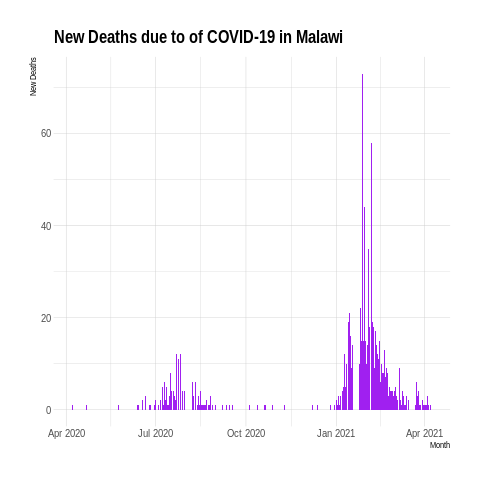 New Deaths due to of COVID-19 in Malawi
New Deaths
60
40
20
0
Apr 2020 Jul 2020 Oct 2020 Jan 2021 Apr 2021
Month